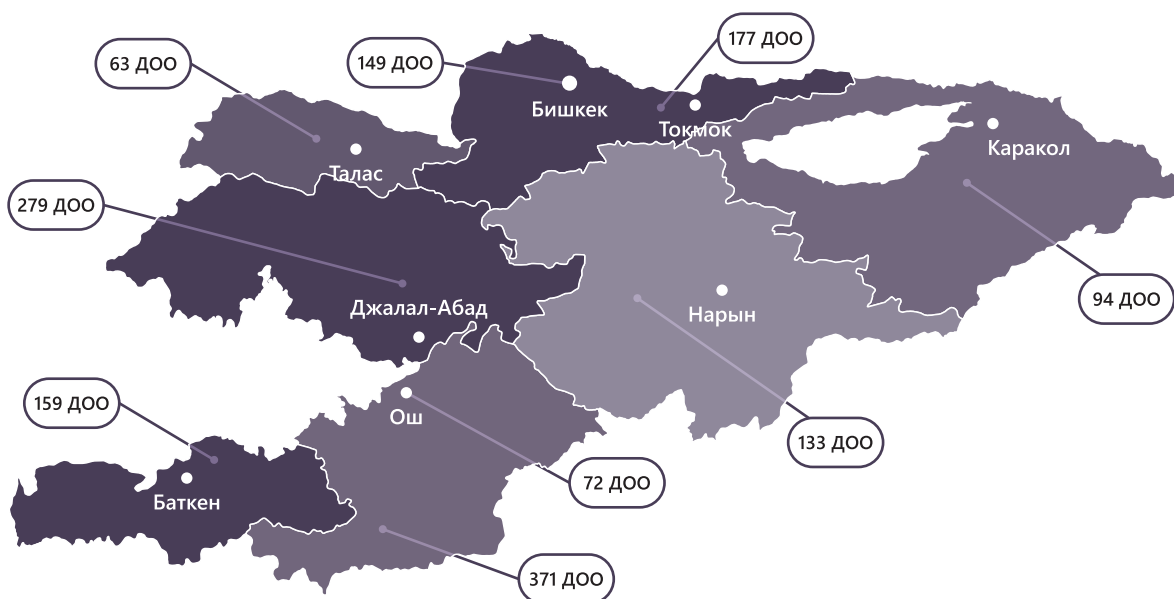 177 ДОО
63 ДОО
149 ДОО
Бишкек
Токмок
Каракол
Талас
279 ДОО
94 ДОО
Джалал-Абад
Нарын
159 ДОО
Ош
133 ДОО
72 ДОО
Баткен
371 ДОО